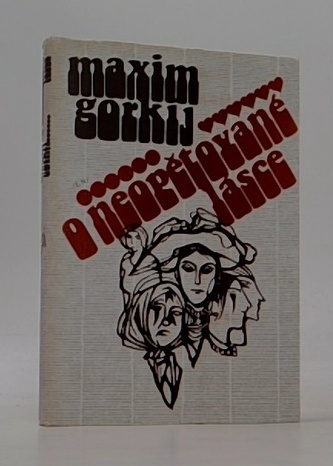 maxim
gorkij
o neopětované
lásce